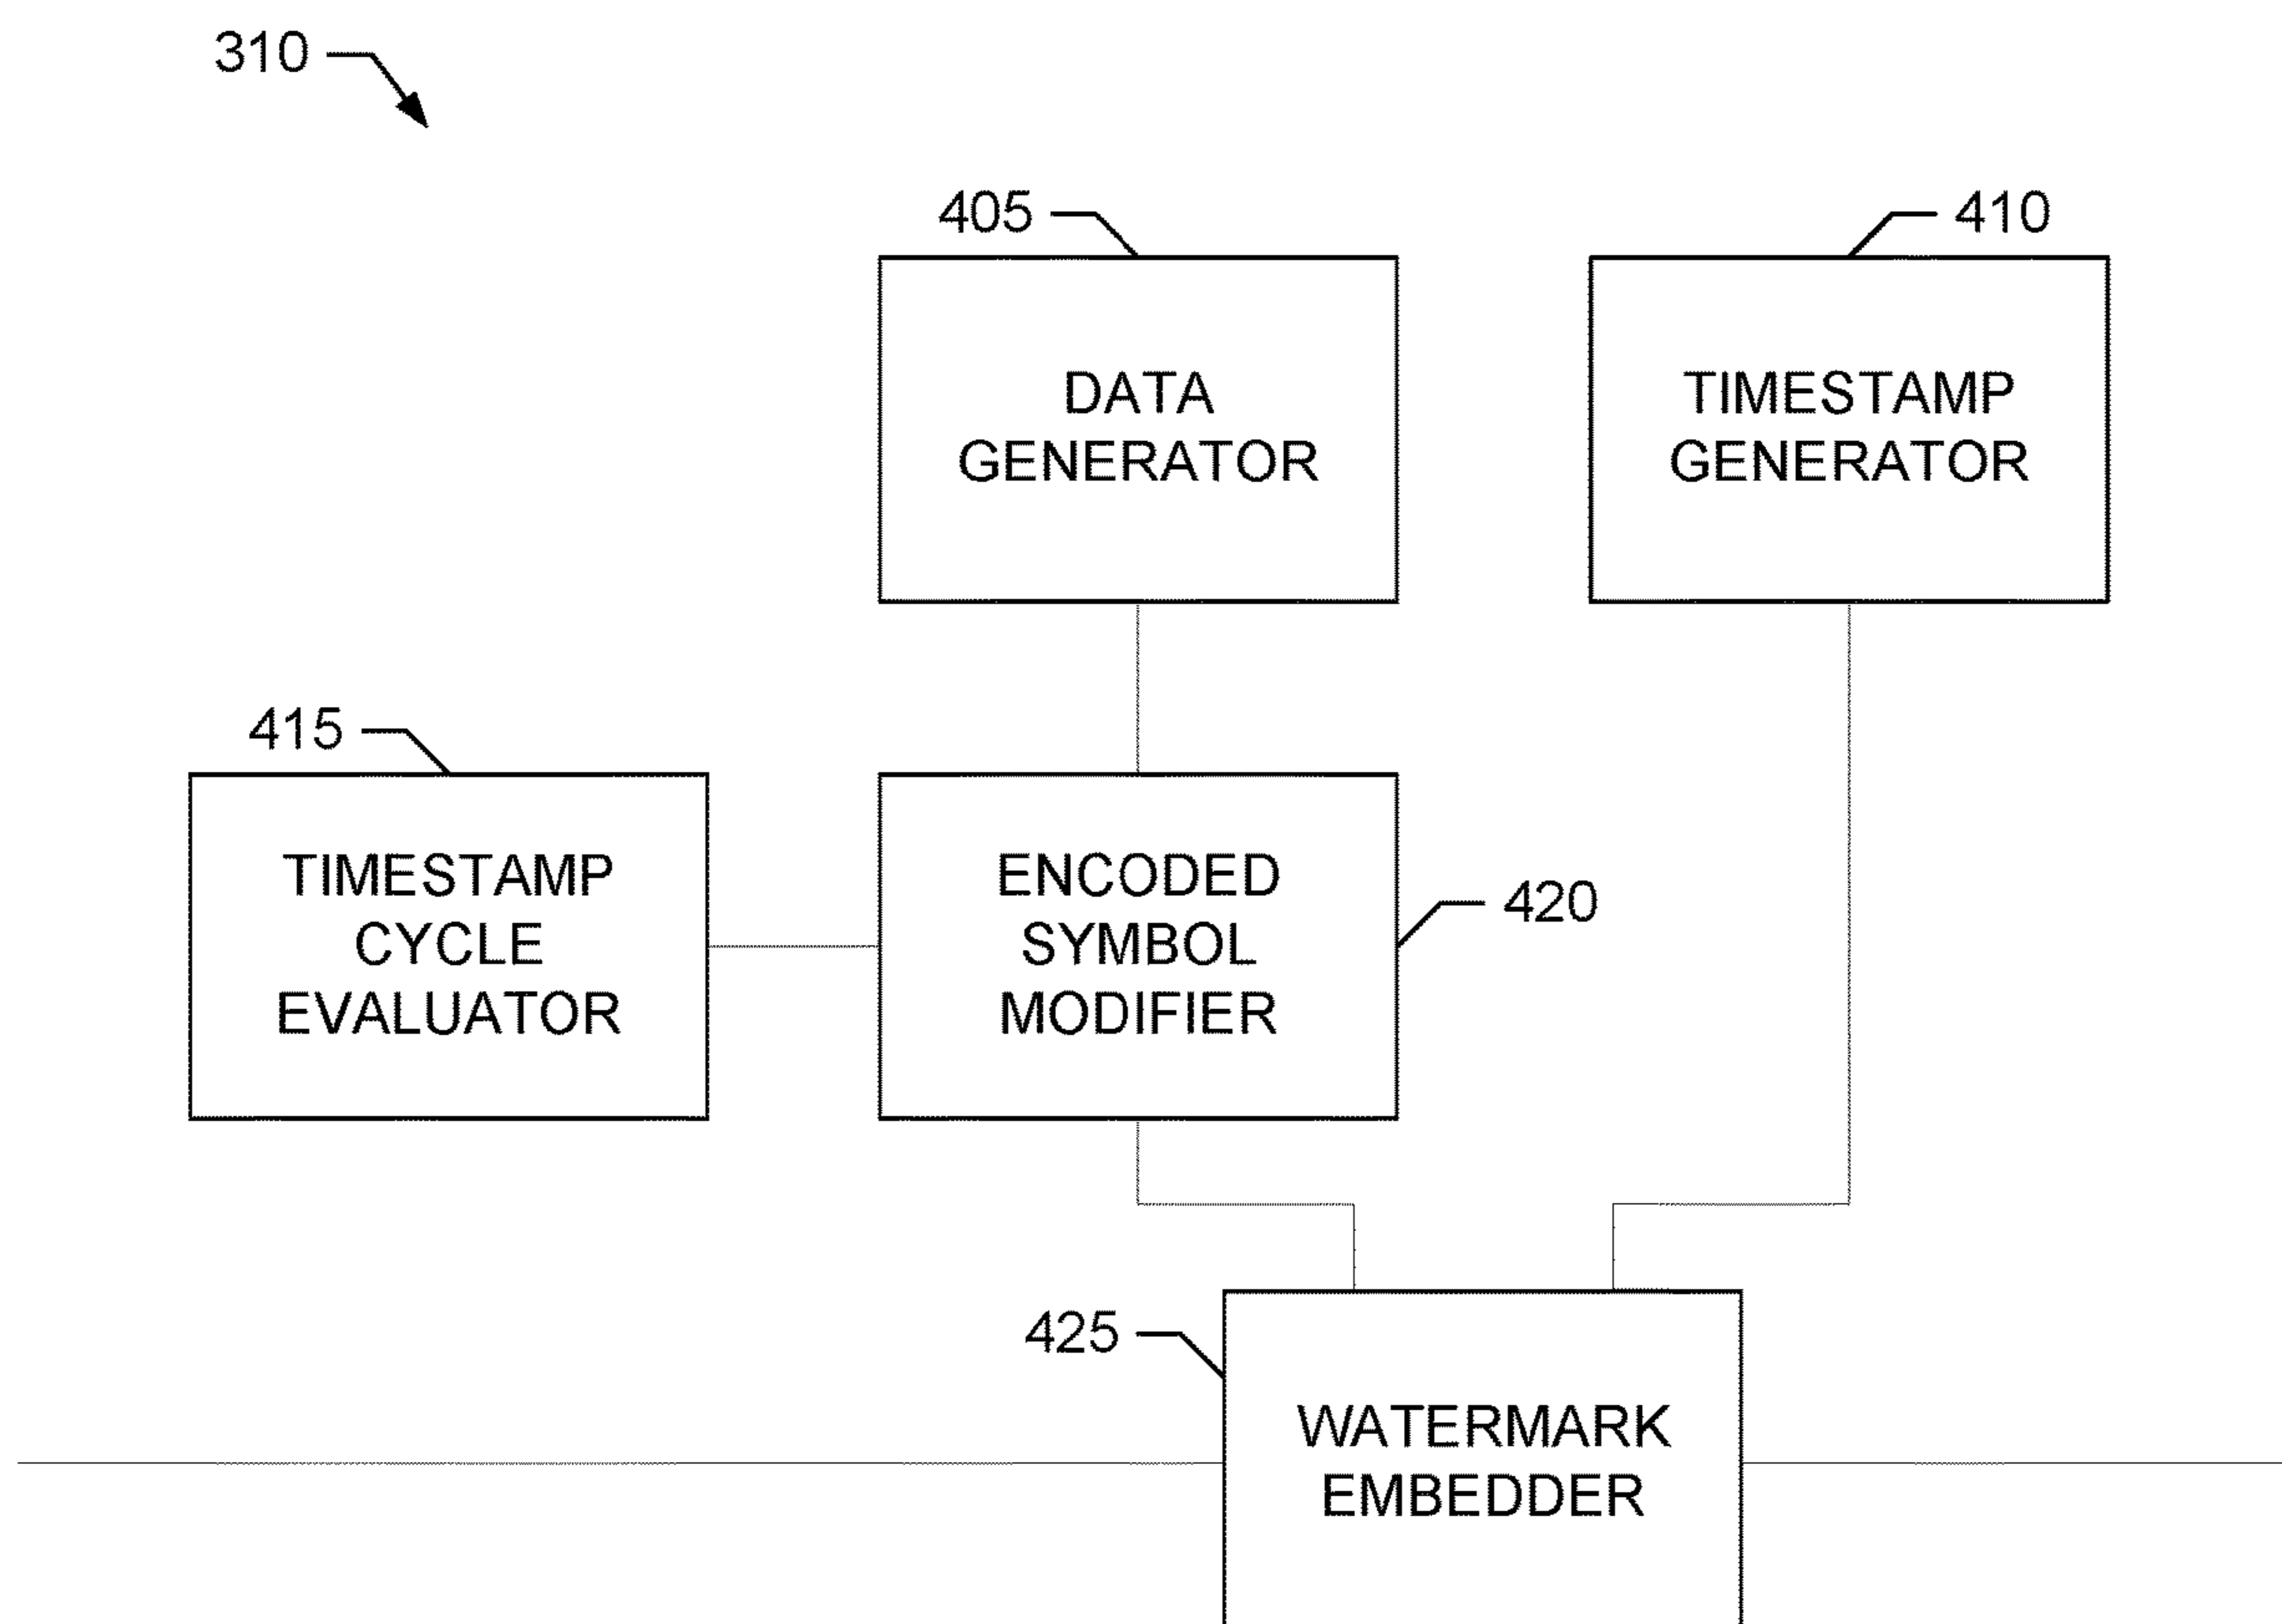 310
405
410
DATA
GENERATOR
TIMESTAMP
GENERATOR
415
TIMESTAMP
CYCLE
EVALUATOR
ENCODED
SYMBOL
MODIFIER
420
425
WATERMARK
EMBEDDER